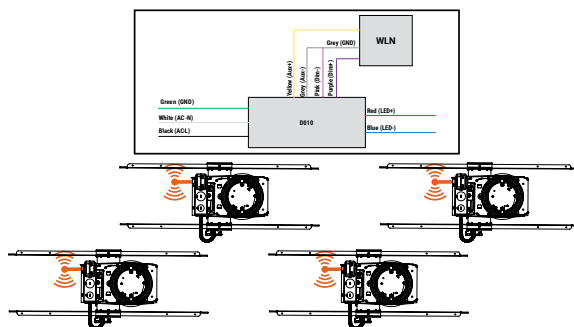 WLN
Grey (GND)
Yellow (Aux+)
Grey (Aux-)
Pink (Dim-)
Purple (Dim+)
Green (GND)
White (AC-N)
Black (AC-L)
D010
Red (LED+)
Blue (LED-)